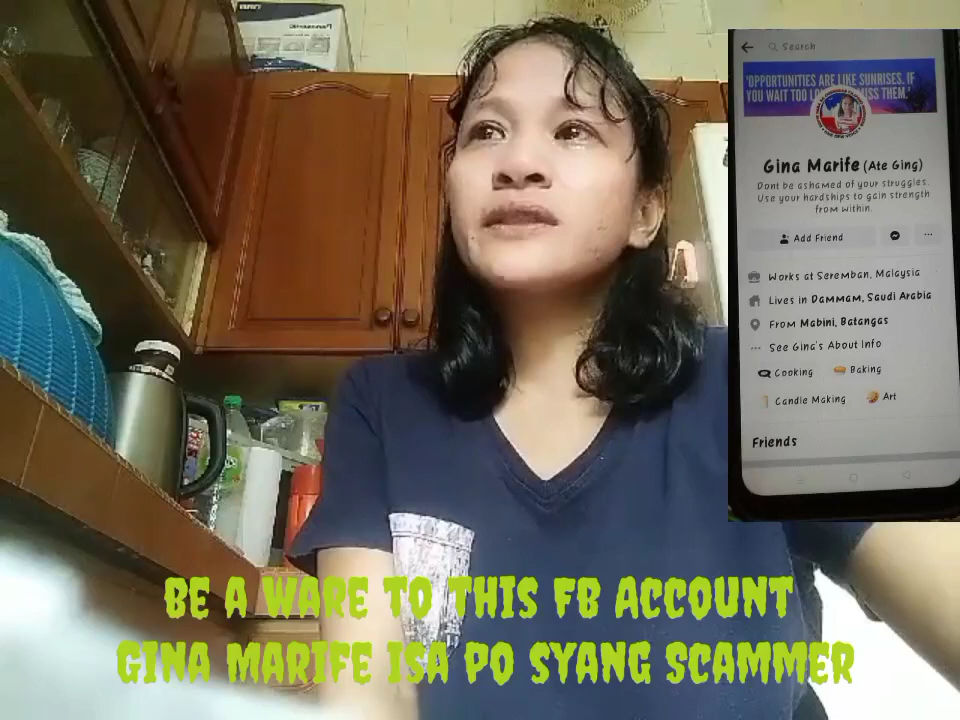 Search
'OPPORTUNITIES ARE LIKE SUNRISES. IF
YOU WAIT TOO MISS THEM.'
Gina Marife (Ate Ging)
Dont be ashamed of your struggles.
Use your hardships to gain strength
from within.
Add Friend
Works at Seremban, Malaysia
Lives in Dammam, Saudi Arabia
From Mabini, Batangas
See Gina's About Info
Cooking
Baking
Candle Making
Art
Friends
BE A WARE TO THIS FB ACCOUNT
GINA MARIFE ISA PO SYANG SCAMMER